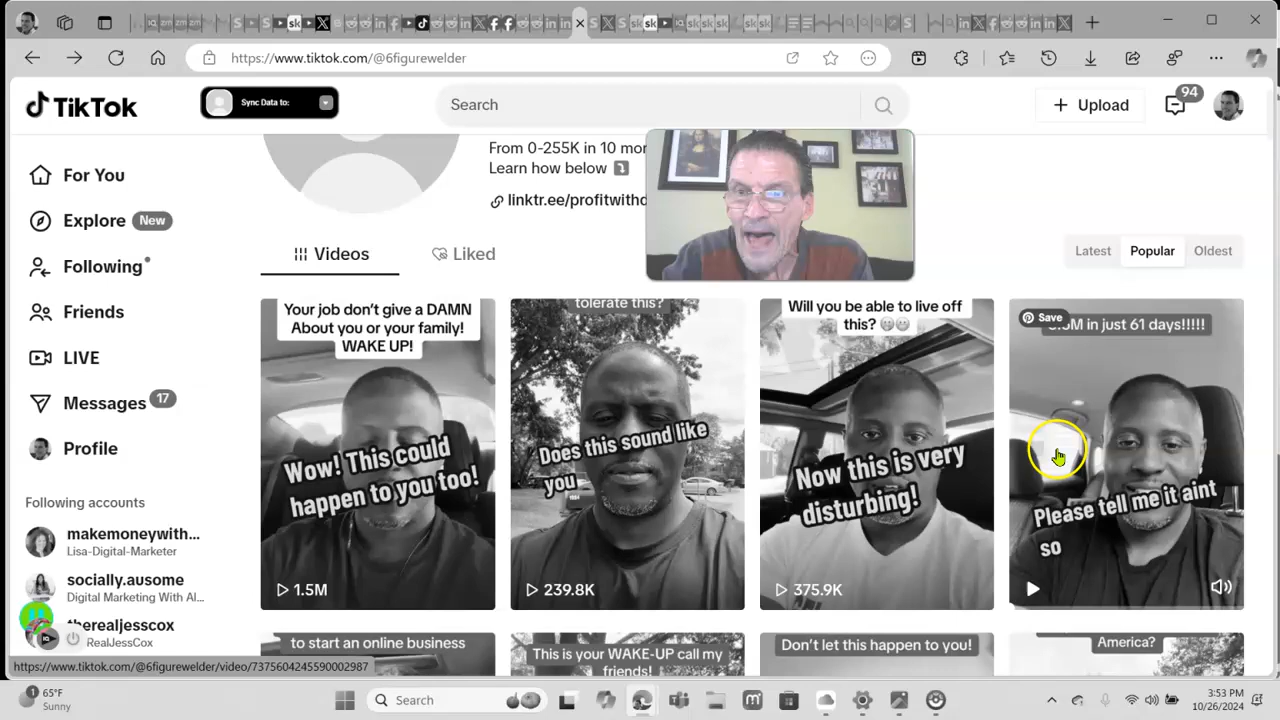 https://www.tiktok.com/@6figurewelder
TikTok
Sync Data to:
Search
+ Upload
94
From 0-255K in 10 mor
Learn how below
linktr.ee/profitwithd
For You
Explore New
Following
Friends
LIVE
Messages 17
Profile
Following accounts
makemoneywith...
Lisa-Digital-Marketer
socially.ausome
Digital Marketing With AI...
therealjesscox
RealJessCox
Videos
Liked
Latest Popular Oldest
Your job don't give a DAMN
About you or your family!
WAKE UP!
Wow! This could
happen to you too!
1.5M
tolerate this?
Does this sound like
you
239.8K
Will you be able to live off
this?
Now this is very
disturbing!
375.9K
Save
M in just 61 days!!!!!
Please tell me it aint
so
to start an online business
This is your WAKE-UP call my
friends!
Don't let this happen to you!
America?
https://www.tiktok.com/@6figurewelder/video/7375604245590002987
1
65°F
Sunny
Search
3:53 PM
10/26/2024